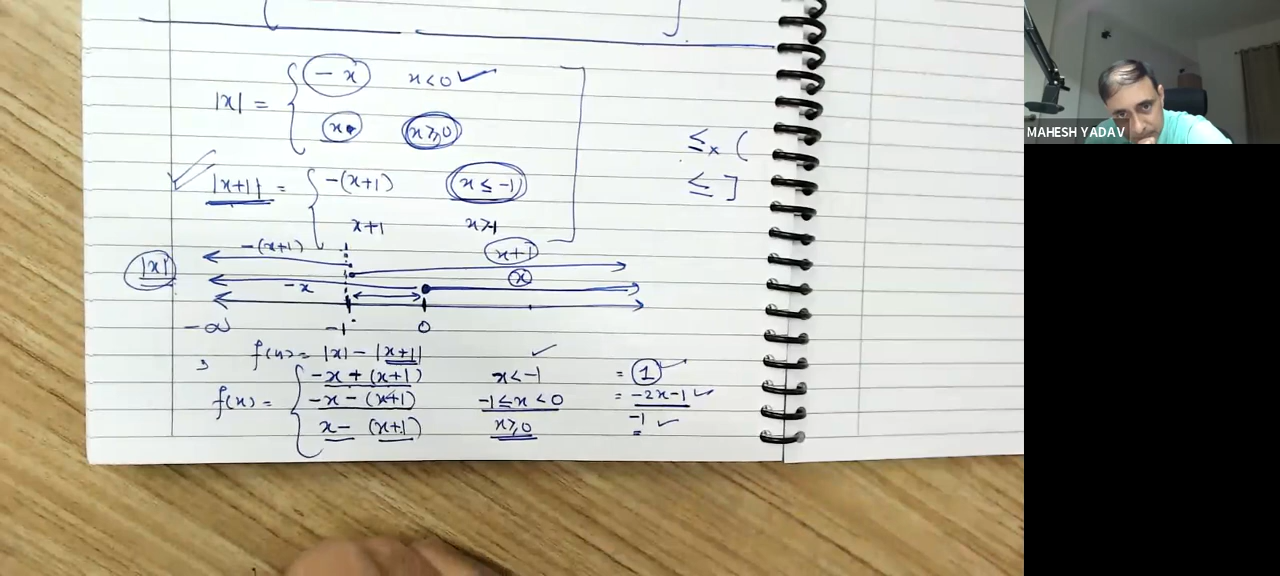 |x| = { -x x<0 ✓
x x≥0
|x+1| = { -(x+1) x ≤ -1
x+1 x>-1
≤ x (
≤ ]
-(x+1) x+1
|x| -x x
-∞ -1 0
f(x) = |x| - |x+1|
f(x) = { -x + (x+1) x < -1 = 1 ✓
-x - (x+1) -1 ≤ x < 0 = -2x-1 ✓
x - (x+1) x≥0 -1 ✓
MAHESH YADAV